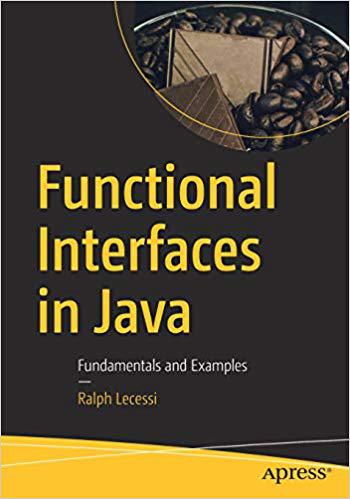 Functional
Interfaces
in Java
Fundamentals and Examples
—
Ralph Lecessi
Apress®